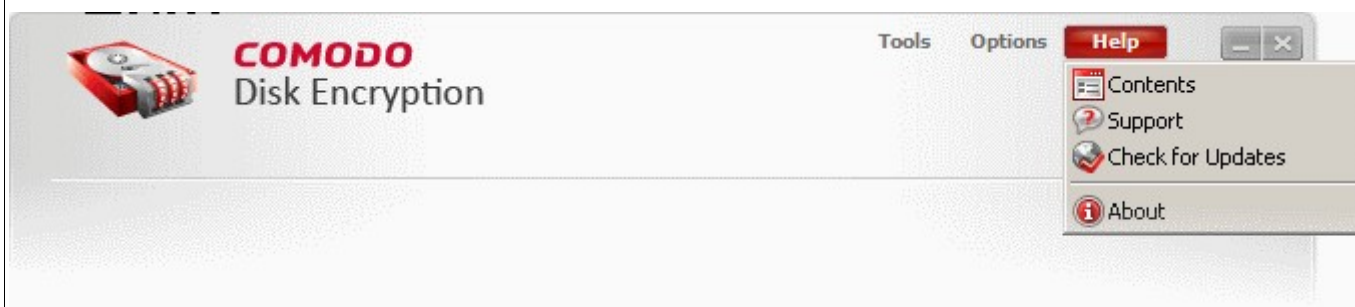 COMODO
Disk Encryption
Tools Options Help
Contents
Support
Check for Updates
About